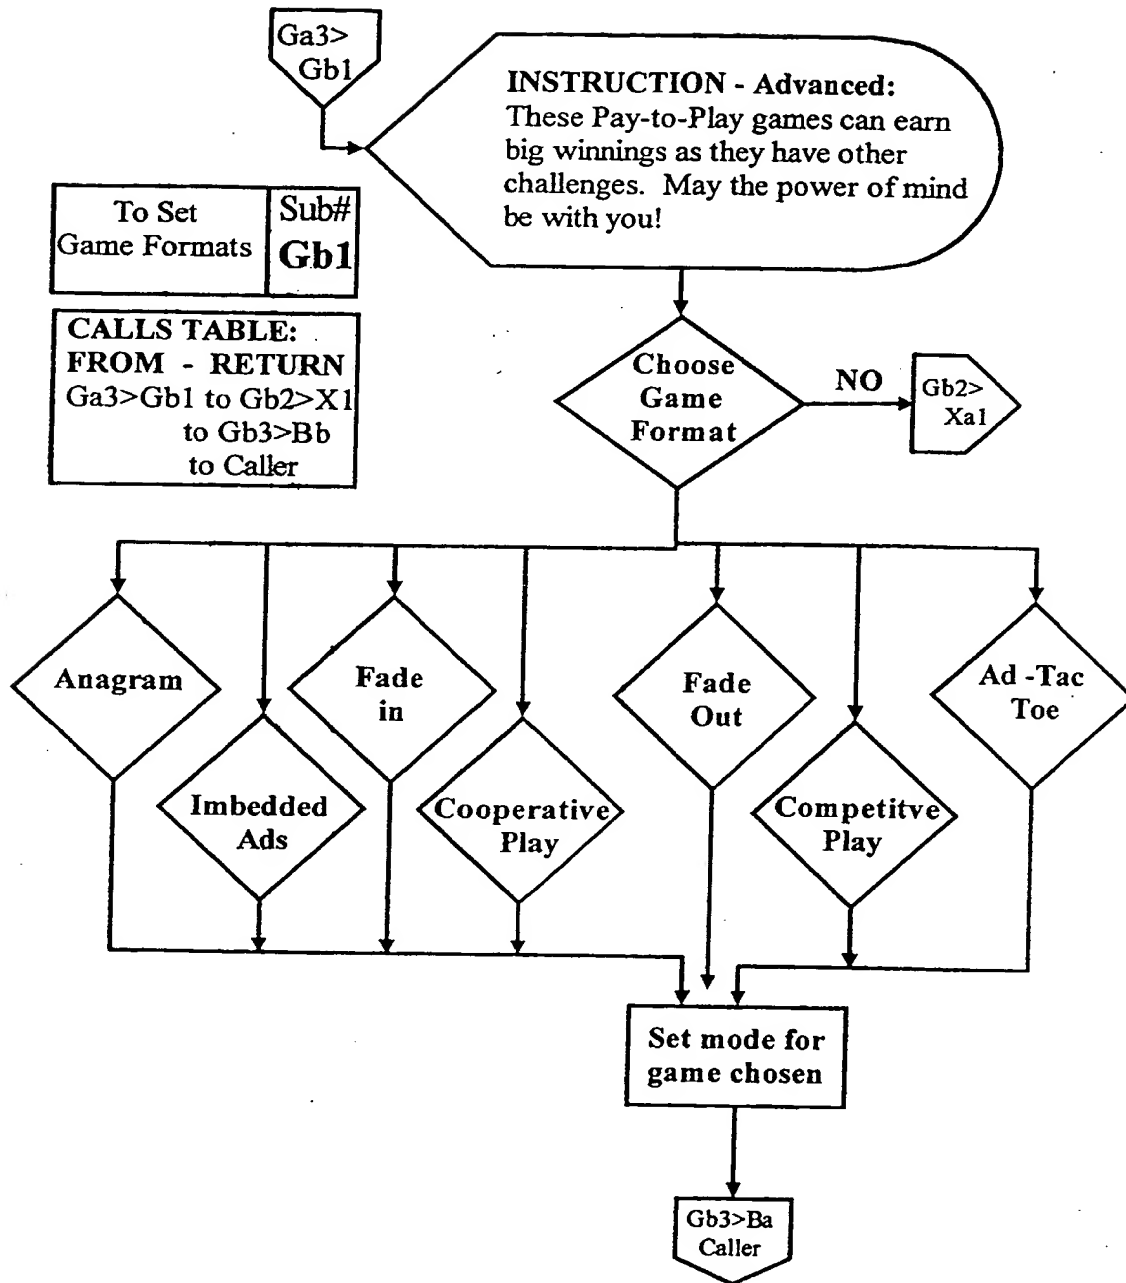 Ga3>
Gb1
INSTRUCTION - Advanced:
These Pay-to-Play games can earn
big winnings as they have other
challenges. May the power of mind
be with you!
To Set
Game Formats
Sub#
Gb1
CALLS TABLE:
FROM - RETURN
Ga3>Gb1 to Gb2>X1
to Gb3>Bb
to Caller
Choose
Game
Format
NO
Gb2>
Xa1
Anagram
Imbedded
Ads
Fade
in
Cooperative
Play
Fade
Out
Competitve
Play
Ad -Tac
Toe
Set mode for
game chosen
Gb3>Ba
Caller